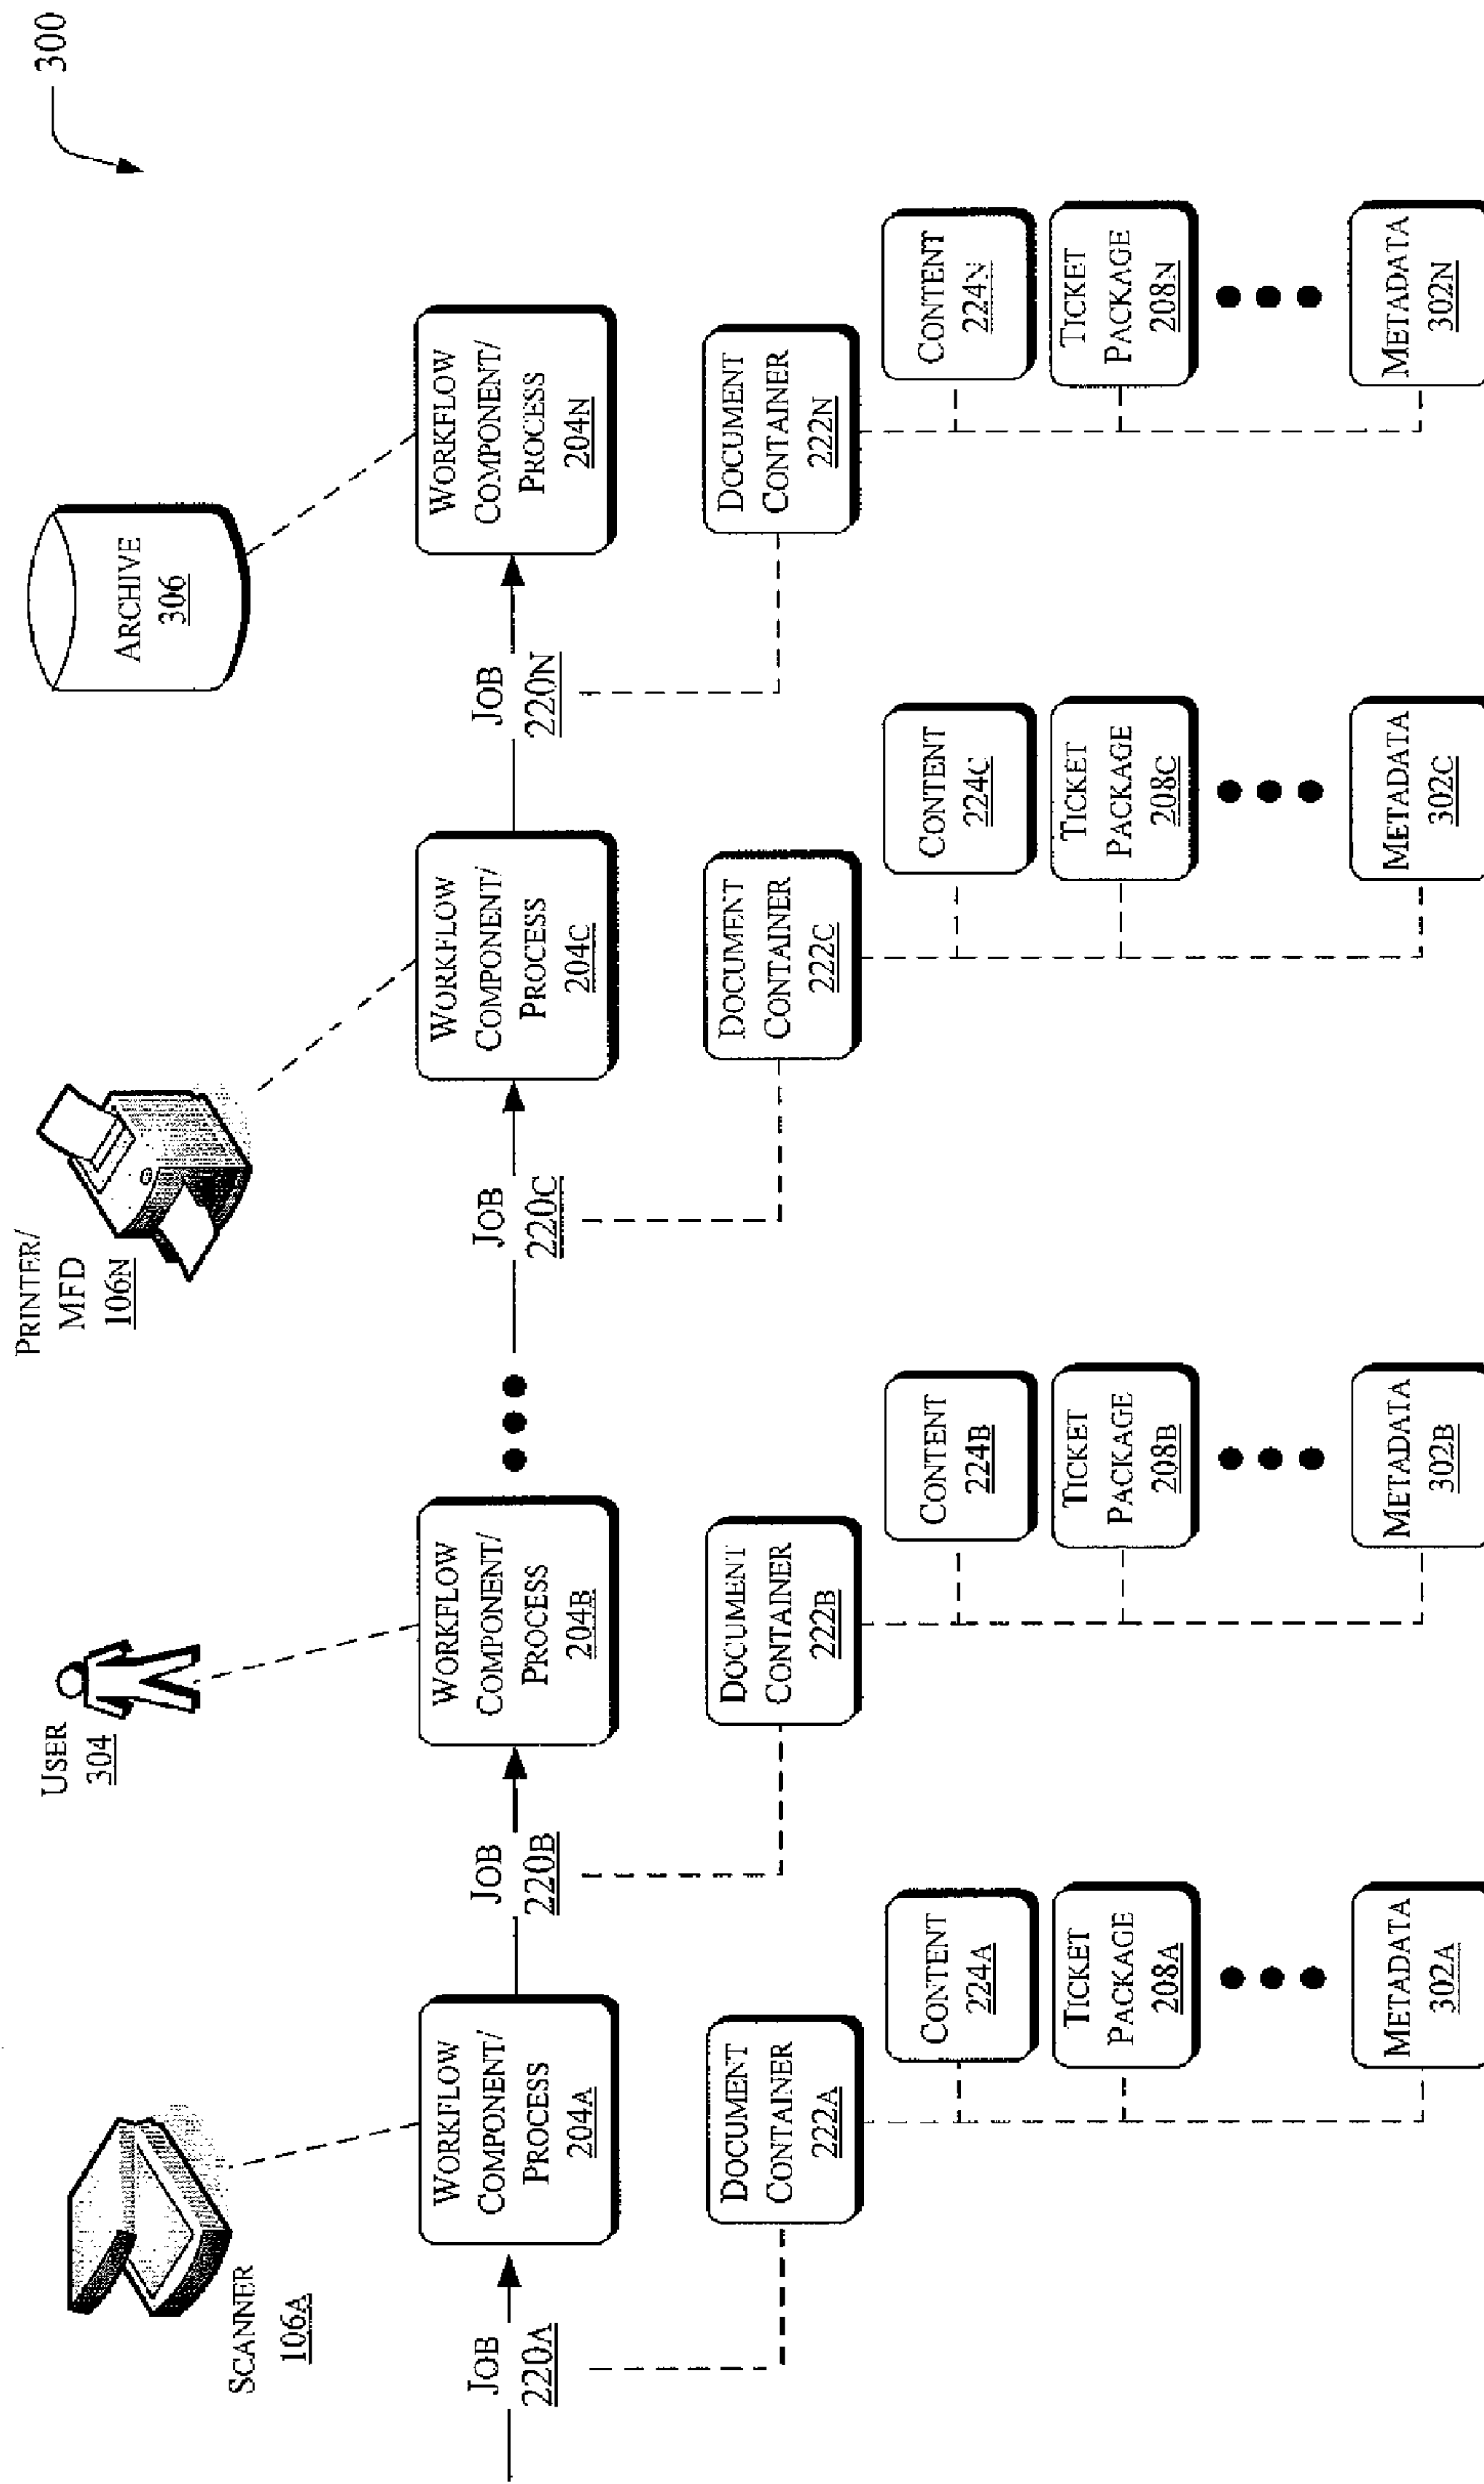 300
SCANNER
106A
USER
304
PRINTER/
MFD
106N
ARCHIVE
306
JOB
220A
WORKFLOW
COMPONENT/
PROCESS
204A
JOB
220B
WORKFLOW
COMPONENT/
PROCESS
204B
JOB
220C
WORKFLOW
COMPONENT/
PROCESS
204C
JOB
220N
WORKFLOW
COMPONENT/
PROCESS
204N
DOCUMENT
CONTAINER
222A
DOCUMENT
CONTAINER
222B
DOCUMENT
CONTAINER
222C
DOCUMENT
CONTAINER
222N
CONTENT
224A
CONTENT
224B
CONTENT
224C
CONTENT
224N
TICKET
PACKAGE
208A
TICKET
PACKAGE
208B
TICKET
PACKAGE
208C
TICKET
PACKAGE
208N
METADATA
302A
METADATA
302B
METADATA
302C
METADATA
302N